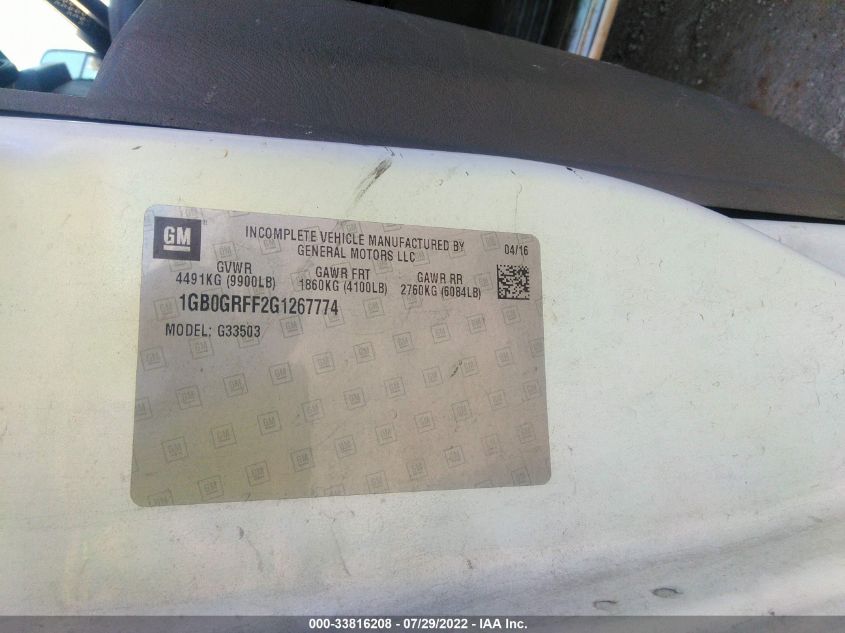 GM
INCOMPLETE VEHICLE MANUFACTURED BY
GENERAL MOTORS LLC
04/16
GVWR
4491KG (9900LB)
GAWR FRT
1860KG (4100LB)
GAWR RR
2760KG (6084LB)
1GB0GRFF2G1267774
MODEL: G33503
000-33816208 - 07/29/2022 - IAA Inc.